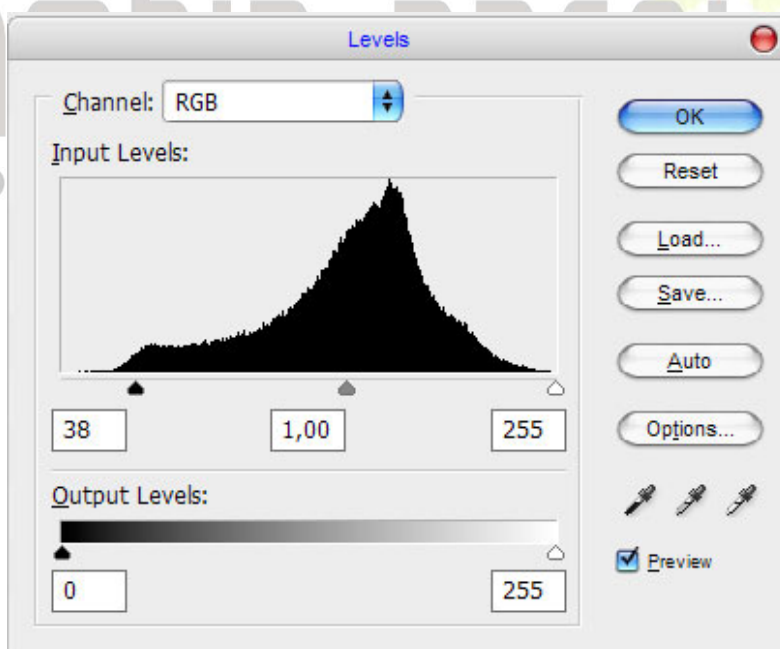 Levels
Channel: RGB
OK
Input Levels:
Reset
Load...
Save...
Auto
38 1,00 255
Options...
Output Levels:
Preview
0 255